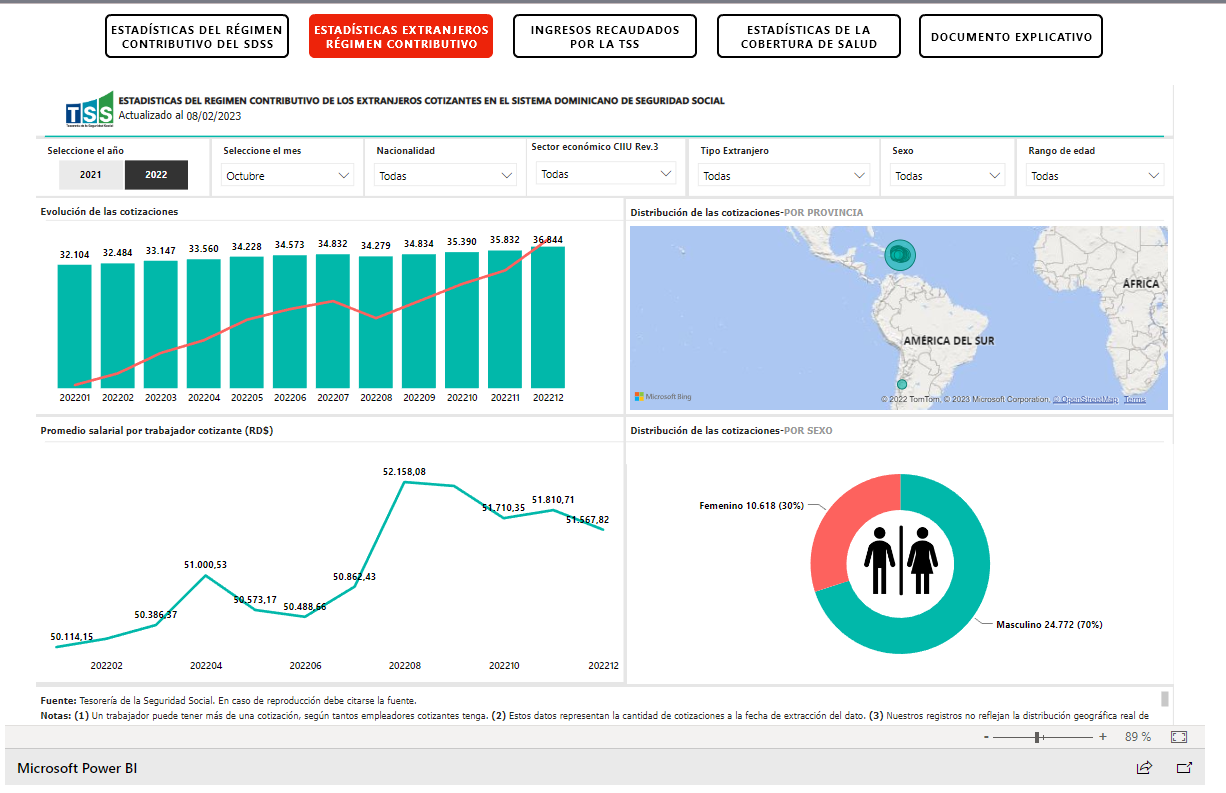 ESTADÍSTICAS DEL RÉGIMEN
CONTRIBUTIVO DEL SDSS
ESTADÍSTICAS EXTRANJEROS
RÉGIMEN CONTRIBUTIVO
INGRESOS RECAUDADOS
POR LA TSS
ESTADÍSTICAS DE LA
COBERTURA DE SALUD
DOCUMENTO EXPLICATIVO
TSS
ESTADISTICAS DEL REGIMEN CONTRIBUTIVO DE LOS EXTRANJEROS COTIZANTES EN EL SISTEMA DOMINICANO DE SEGURIDAD SOCIAL
Actualizado al 08/02/2023
Seleccione el año
2021 2022
Seleccione el mes
Octubre
Nacionalidad
Todas
Sector económico CIIU Rev.3
Todas
Tipo Extranjero
Todas
Sexo
Todas
Rango de edad
Todas
Evolución de las cotizaciones
32.104 32.484 33.147 33.560 34.228 34.573 34.832 34.279 34.834 35.390 35.832 36.844
202201 202202 202203 202204 202205 202206 202207 202208 202209 202210 202211 202212
Distribución de las cotizaciones-POR PROVINCIA
ÁFRICA
AMÉRICA DEL SUR
Microsoft Bing
© 2022 TomTom, © 2023 Microsoft Corporation, © OpenStreetMap Terms
Promedio salarial por trabajador cotizante (RD$)
50.114,15 50.386,37 51.000,53 50.573,17 50.488,66 50.862,43 52.158,08 51.710,35 51.810,71 51.567,82
202202 202204 202206 202208 202210 202212
Distribución de las cotizaciones-POR SEXO
Femenino 10.618 (30%)
Masculino 24.772 (70%)
Fuente: Tesorería de la Seguridad Social. En caso de reproducción debe citarse la fuente.
Notas: (1) Un trabajador puede tener más de una cotización, según tantos empleadores cotizantes tenga. (2) Estos datos representan la cantidad de cotizaciones a la fecha de extracción del dato. (3) Nuestros registros no reflejan la distribución geográfica real de
- + 89 %
Microsoft Power BI